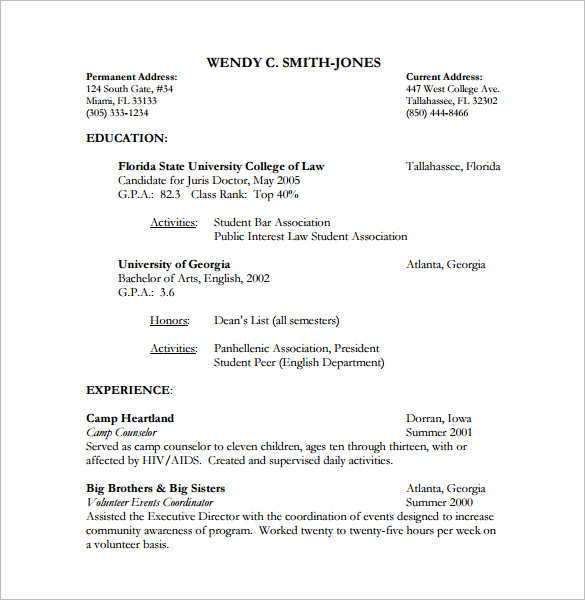 WENDY C. SMITH-JONES
Permanent Address: Current Address:
124 South Gate, #34 447 West College Ave.
Miami, FL 33133 Tallahassee, FL 32302
(305) 333-1234 (850) 444-8466
EDUCATION:
Florida State University College of Law Tallahassee, Florida
Candidate for Juris Doctor, May 2005
G.P.A.: 82.3 Class Rank: Top 40%
Activities: Student Bar Association
Public Interest Law Student Association
University of Georgia Atlanta, Georgia
Bachelor of Arts, English, 2002
G.P.A.: 3.6
Honors: Dean's List (all semesters)
Activities: Panhellenic Association, President
Student Peer (English Department)
EXPERIENCE:
Camp Heartland Dorran, Iowa
Camp Counselor Summer 2001
Served as camp counselor to eleven children, ages ten through thirteen, with or
affected by HIV/AIDS. Created and supervised daily activities.
Big Brothers & Big Sisters Atlanta, Georgia
Volunteer Events Coordinator Summer 2000
Assisted the Executive Director with the coordination of events designed to increase
community awareness of program. Worked twenty to twenty-five hours per week on
a volunteer basis.